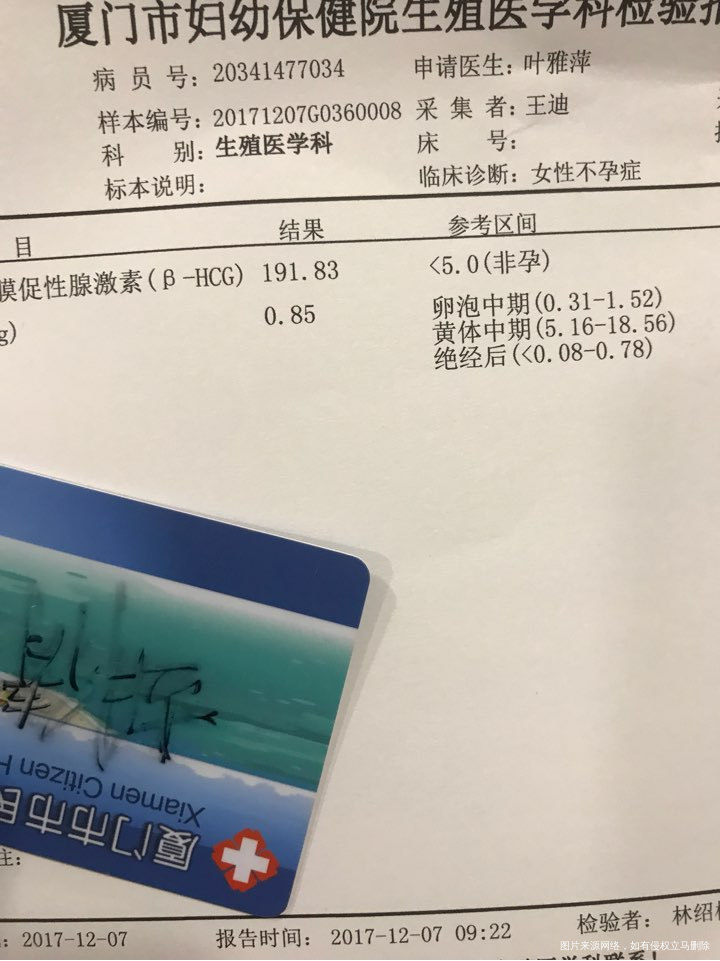 厦门市妇幼保健院生殖医学科检验报
病 员 号：20341477034 申请医生：叶雅萍
样本编号：20171207G0360008 采 集 者：王迪
科 别：生殖医学科 床 号：
标本说明： 临床诊断：女性不孕症
目 结果 参考区间
膜促性腺激素(β-HCG) 191.83 <5.0(非孕)
g) 0.85 卵泡中期(0.31-1.52)
黄体中期(5.16-18.56)
绝经后(<0.08-0.78)
Xiamen Citizen H
厦门市市民
注：
2017-12-07 报告时间： 2017-12-07 09:22 检验者： 林绍
图片来源网络，如有侵权立马删除